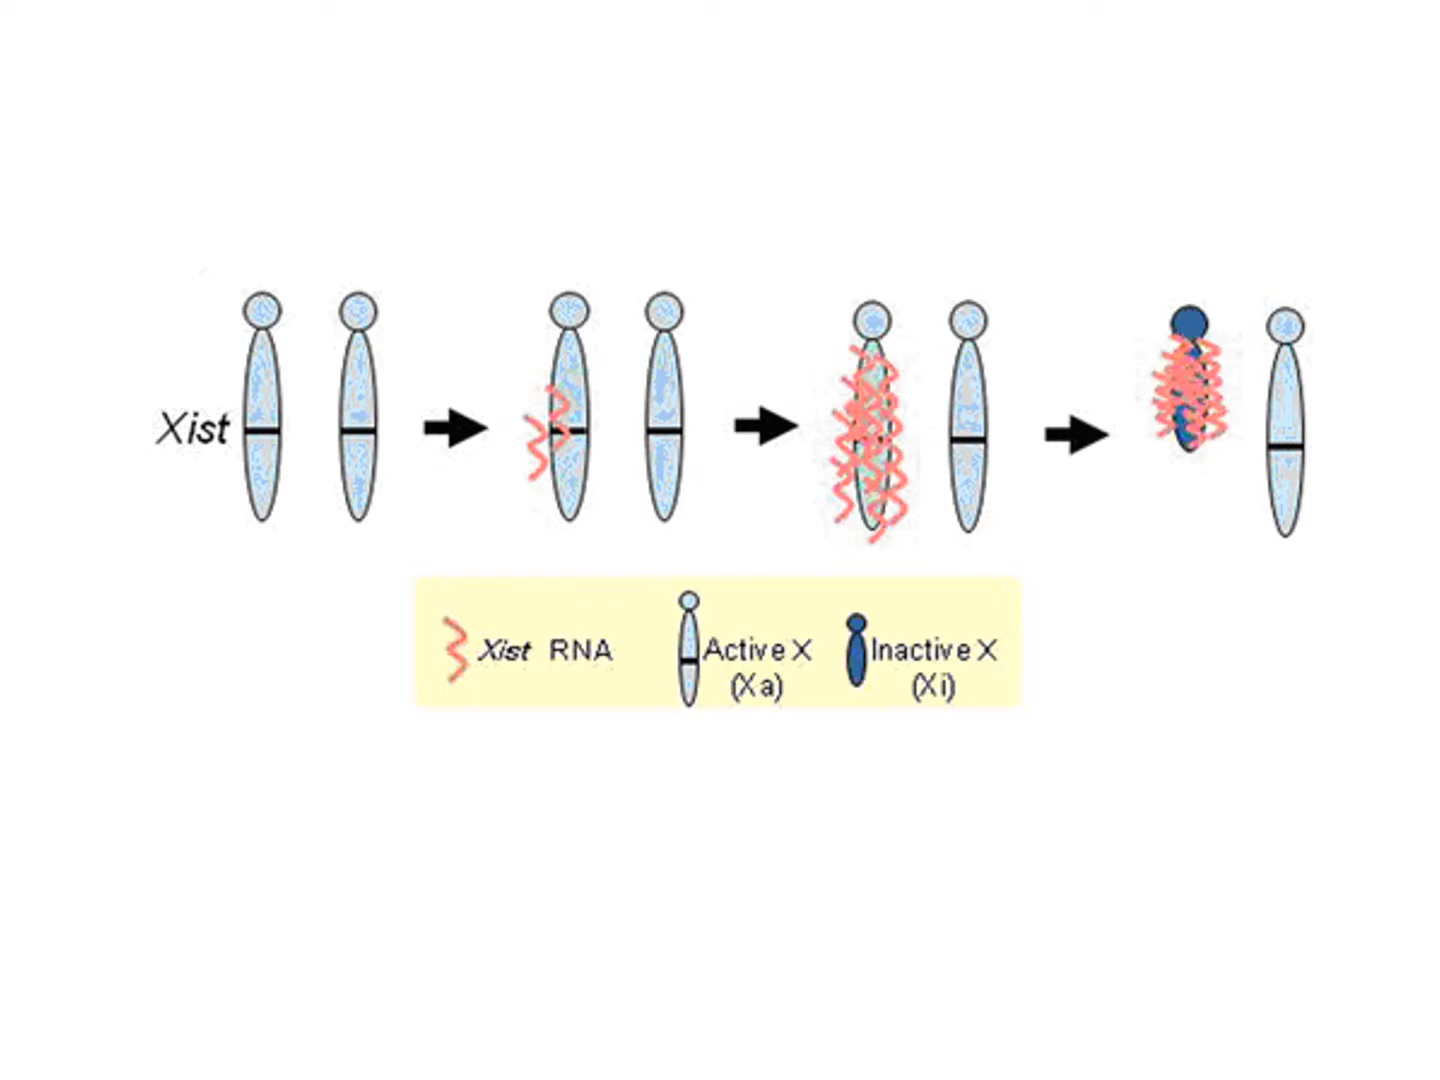 Xist
Xist RNA
Active X
(Xa)
Inactive X
(Xi)